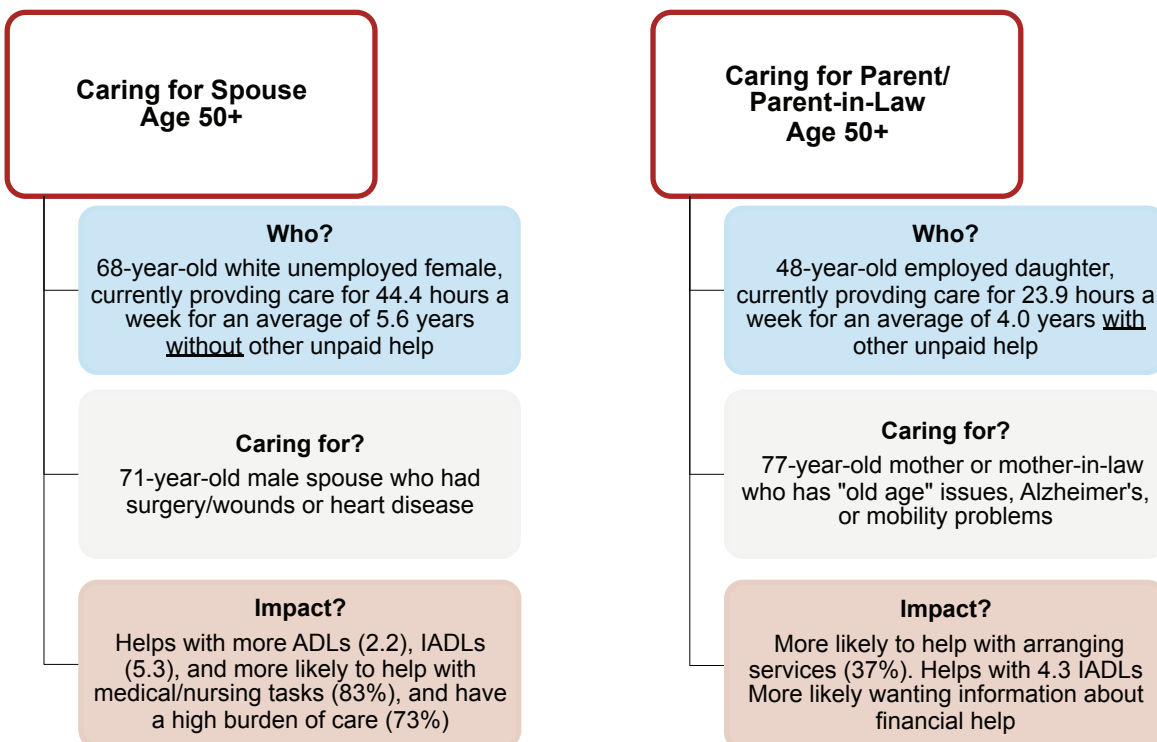 Caring for Spouse
Age 50+
Who?
68-year-old white unemployed female,
currently provding care for 44.4 hours a
week for an average of 5.6 years
without other unpaid help
Caring for?
71-year-old male spouse who had
surgery/wounds or heart disease
Impact?
Helps with more ADLs (2.2), IADLs
(5.3), and more likely to help with
medical/nursing tasks (83%), and have
a high burden of care (73%)
Caring for Parent/
Parent-in-Law
Age 50+
Who?
48-year-old employed daughter,
currently provding care for 23.9 hours a
week for an average of 4.0 years with
other unpaid help
Caring for?
77-year-old mother or mother-in-law
who has "old age" issues, Alzheimer's,
or mobility problems
Impact?
More likely to help with arranging
services (37%). Helps with 4.3 IADLs
More likely wanting information about
financial help